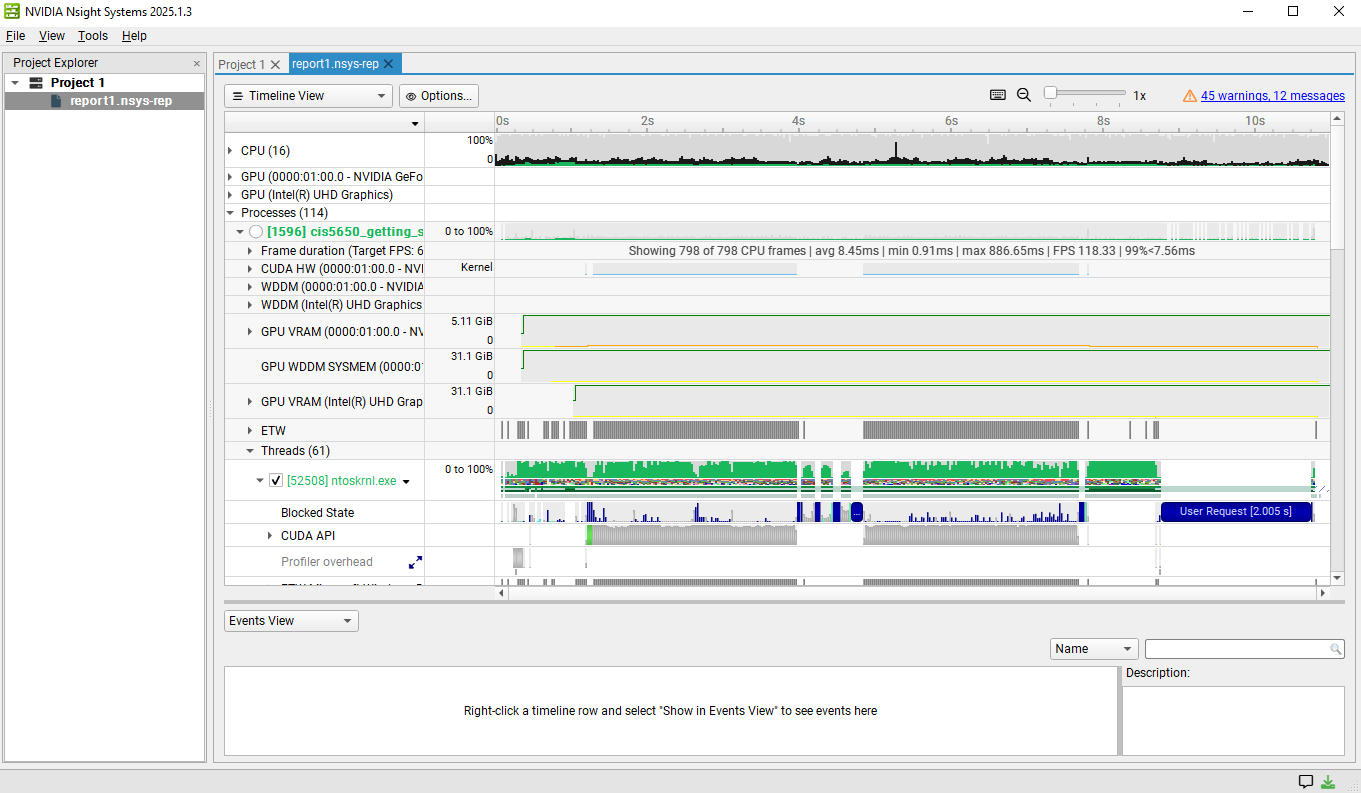 NVIDIA Nsight Systems 2025.1.3
File View Tools Help
Project Explorer
Project 1
report1.nsys-rep
Project 1
report1.nsys-rep
Timeline View
Options...
1x
45 warnings, 12 messages
0s 2s 4s 6s 8s 10s
CPU (16)
100%
0
GPU (0000:01:00.0 - NVIDIA GeFo
GPU (Intel(R) UHD Graphics)
Processes (114)
[1596] cis5650_getting_s
0 to 100%
Frame duration (Target FPS: 6
Showing 798 of 798 CPU frames | avg 8.45ms | min 0.91ms | max 886.65ms | FPS 118.33 | 99%<7.56ms
CUDA HW (0000:01:00.0 - NVI
Kernel
WDDM (0000:01:00.0 - NVIDIA
WDDM (Intel(R) UHD Graphics
GPU VRAM (0000:01:00.0 - NV
5.11 GiB
0
GPU WDDM SYSMEM (0000:0
31.1 GiB
0
GPU VRAM (Intel(R) UHD Grap
31.1 GiB
0
ETW
Threads (61)
[52508] ntoskrnl.exe
0 to 100%
Blocked State
...
User Request [2.005 s]
CUDA API
Profiler overhead
Events View
Name
Description:
Right-click a timeline row and select "Show in Events View" to see events here